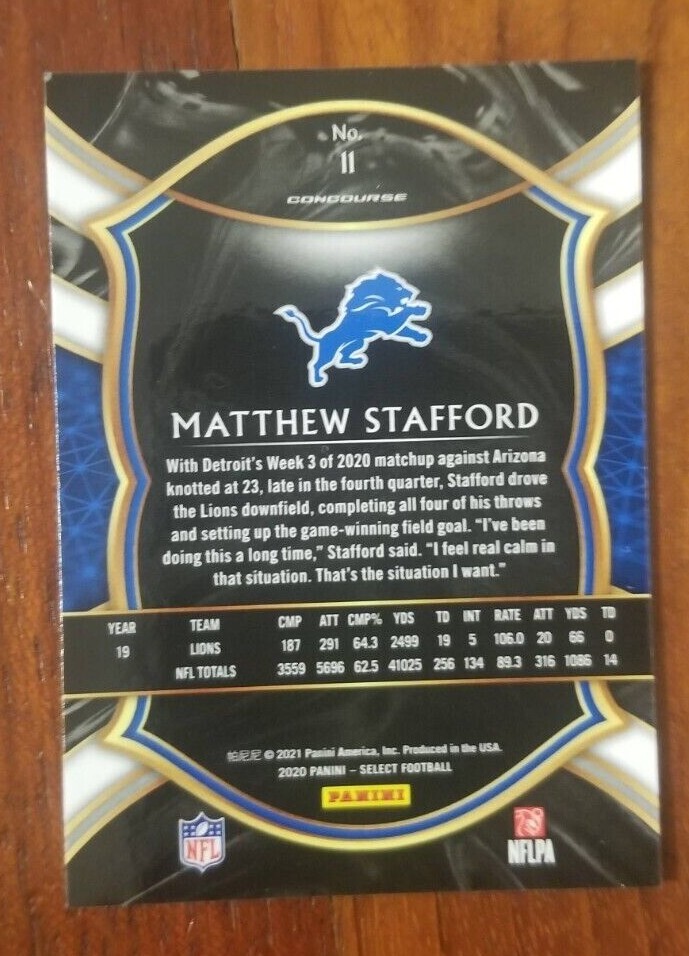 No.
11
CONCOURSE
MATTHEW STAFFORD
With Detroit's Week 3 of 2020 matchup against Arizona
knotted at 23, late in the fourth quarter, Stafford drove
the Lions downfield, completing all four of his throws
and setting up the game-winning field goal. "I've been
doing this a long time," Stafford said. "I feel real calm in
that situation. That's the situation I want."
YEAR TEAM CMP ATT CMP% YDS TD INT RATE ATT YDS TD
19 LIONS 187 291 64.3 2499 19 5 106.0 20 66 0
NFL TOTALS 3559 5696 62.5 41025 256 134 89.3 316 1086 14
帕尼尼 © 2021 Panini America, Inc. Produced in the USA.
2020 PANINI – SELECT FOOTBALL
PANINI
NFL
NFLPA